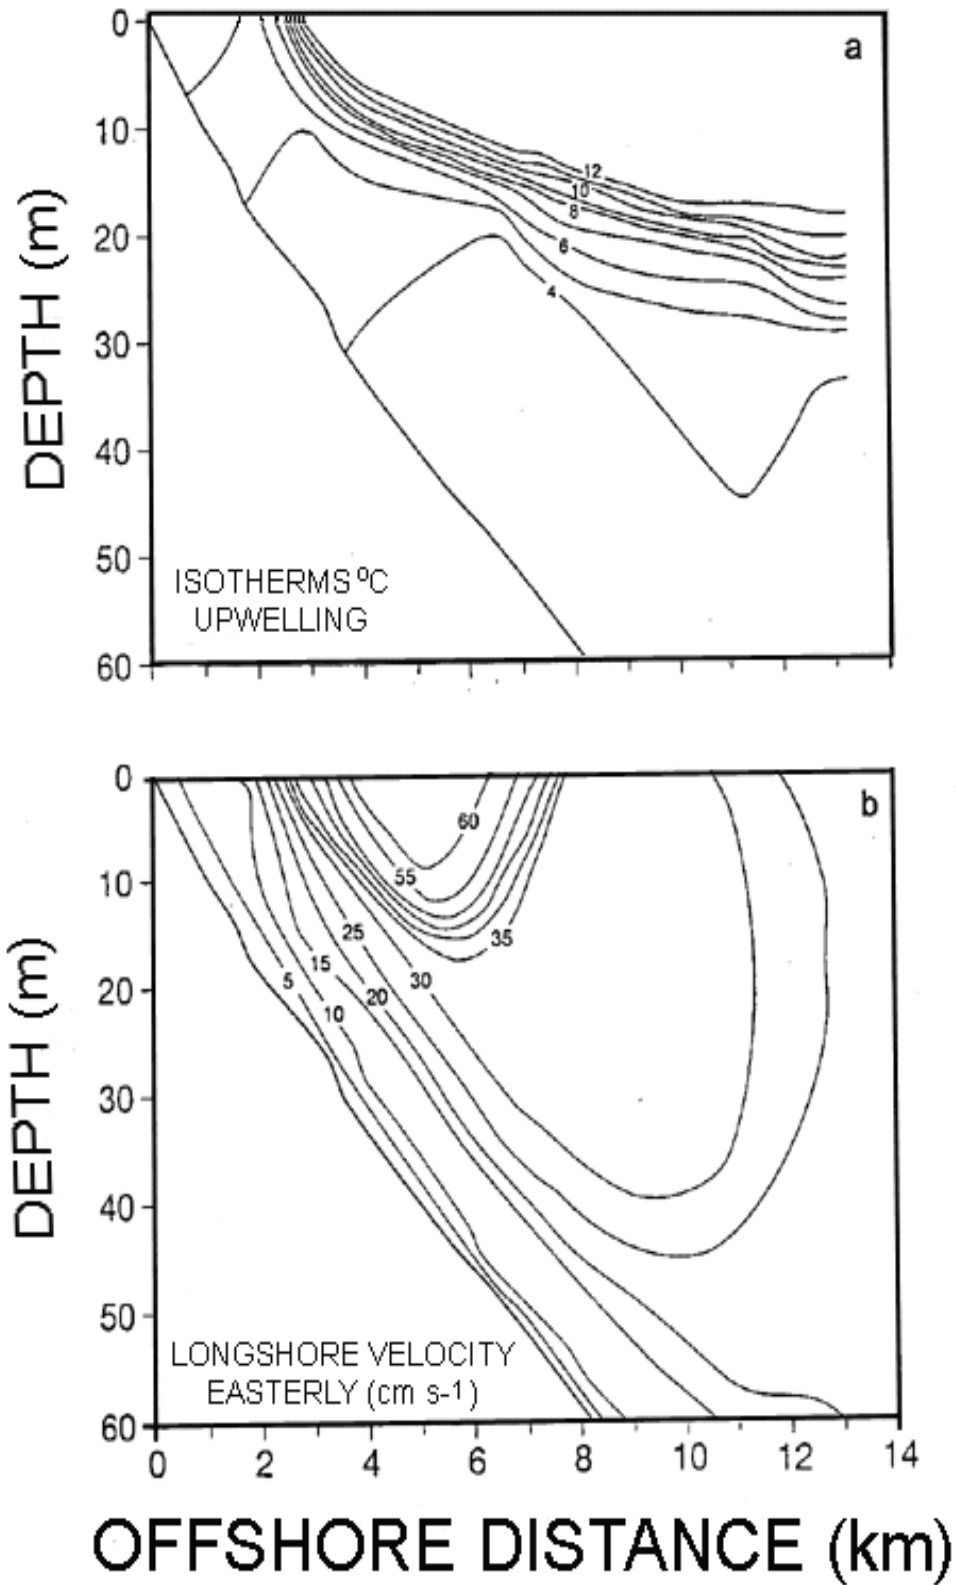 a
0
10
20
30
40
50
60
DEPTH (m)
12
10
8
6
4
ISOTHERMS ºC
UPWELLING
b
0
10
20
30
40
50
60
DEPTH (m)
60
55
35
25
30
15
20
5
10
LONGSHORE VELOCITY
EASTERLY (cm s-1)
0 2 4 6 8 10 12 14
OFFSHORE DISTANCE (km)